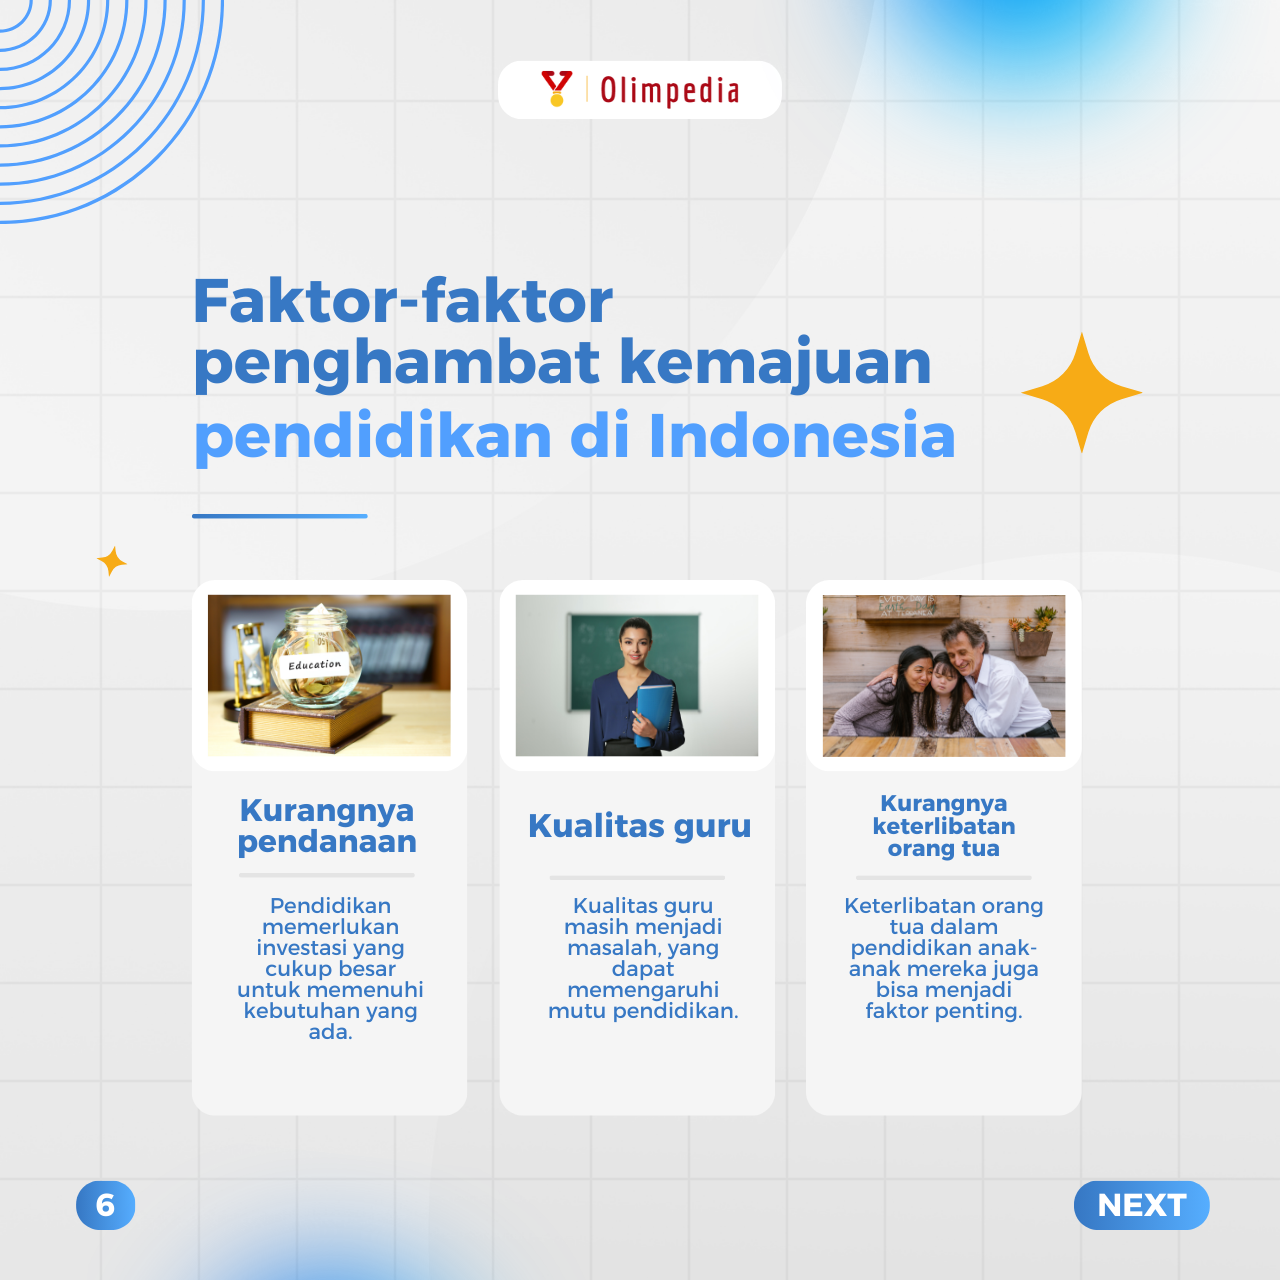 Olimpedia
Faktor-faktor
penghambat kemajuan
pendidikan di Indonesia
Education
Kurangnya
pendanaan
Pendidikan
memerlukan
investasi yang
cukup besar
untuk memenuhi
kebutuhan yang
ada.
Kualitas guru
Kualitas guru
masih menjadi
masalah, yang
dapat
memengaruhi
mutu pendidikan.
Kurangnya
keterlibatan
orang tua
Keterlibatan orang
tua dalam
pendidikan anak-
anak mereka juga
bisa menjadi
faktor penting.
6
NEXT